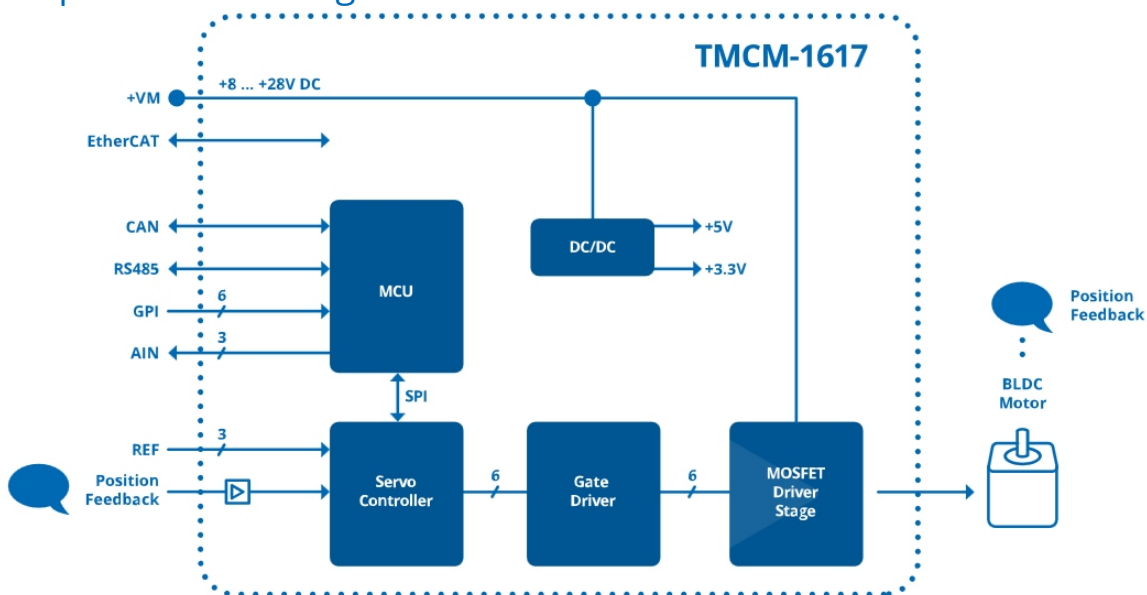 TMCM-1617
+8 ... +28V DC
+VM
EtherCAT
CAN
RS485
6
GPI
3
AIN
MCU
DC/DC
+5V
+3.3V
SPI
3
REF
Position
Feedback
Servo
Controller
6
Gate
Driver
6
MOSFET
Driver
Stage
Position
Feedback
BLDC
Motor